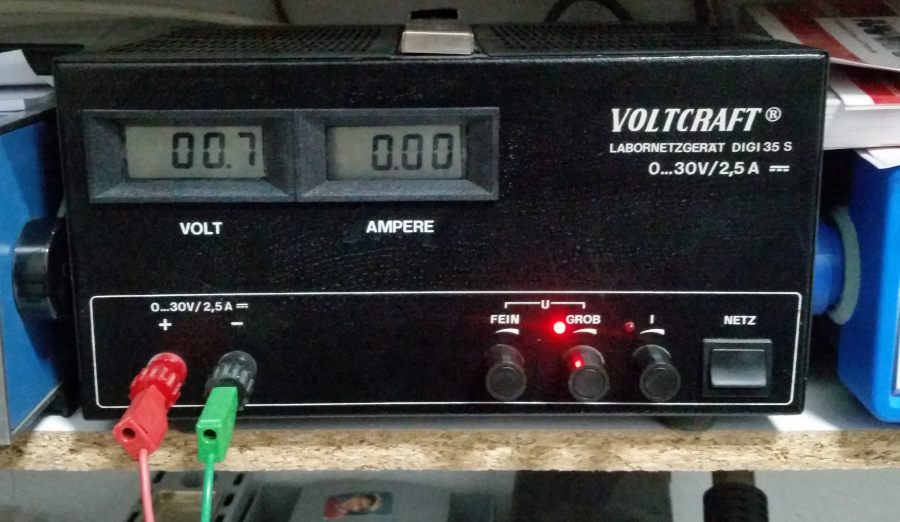 VOLTCRAFT®
LABORNETZGERÄT DIGI 35 S
0...30V/2,5 A ⎓
00.7 0.00
VOLT AMPERE
0...30V/2,5 A ⎓
+ −
U
FEIN GROB I NETZ